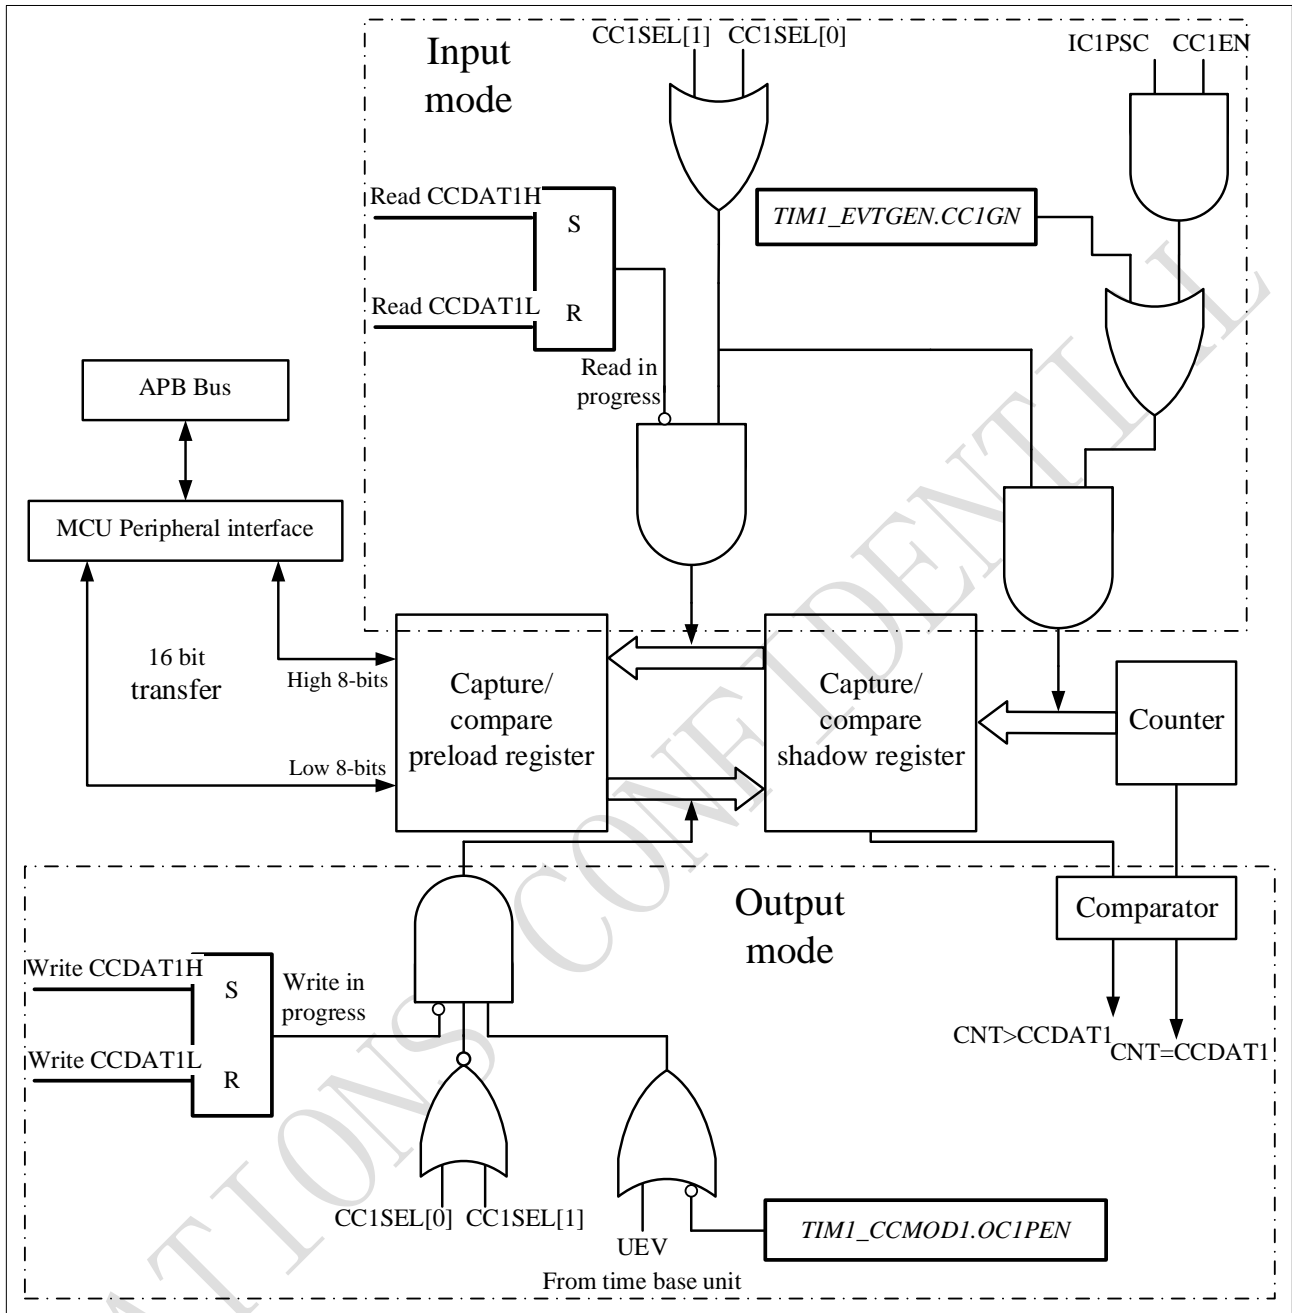 Input
mode
CC1SEL[1] CC1SEL[0]
IC1PSC CC1EN
Read CCDAT1H
S
TIM1_EVTGEN.CC1GN
Read CCDAT1L
R
Read in
progress
APB Bus
MCU Peripheral interface
16 bit
transfer
High 8-bits
Low 8-bits
Capture/
compare
preload register
Capture/
compare
shadow register
Counter
Output
mode
Comparator
Write CCDAT1H
S
Write in
progress
Write CCDAT1L
R
CNT>CCDAT1
CNT=CCDAT1
CC1SEL[0] CC1SEL[1]
UEV
From time base unit
TIM1_CCMOD1.OC1PEN
ATIONS CONFIDENTIAL